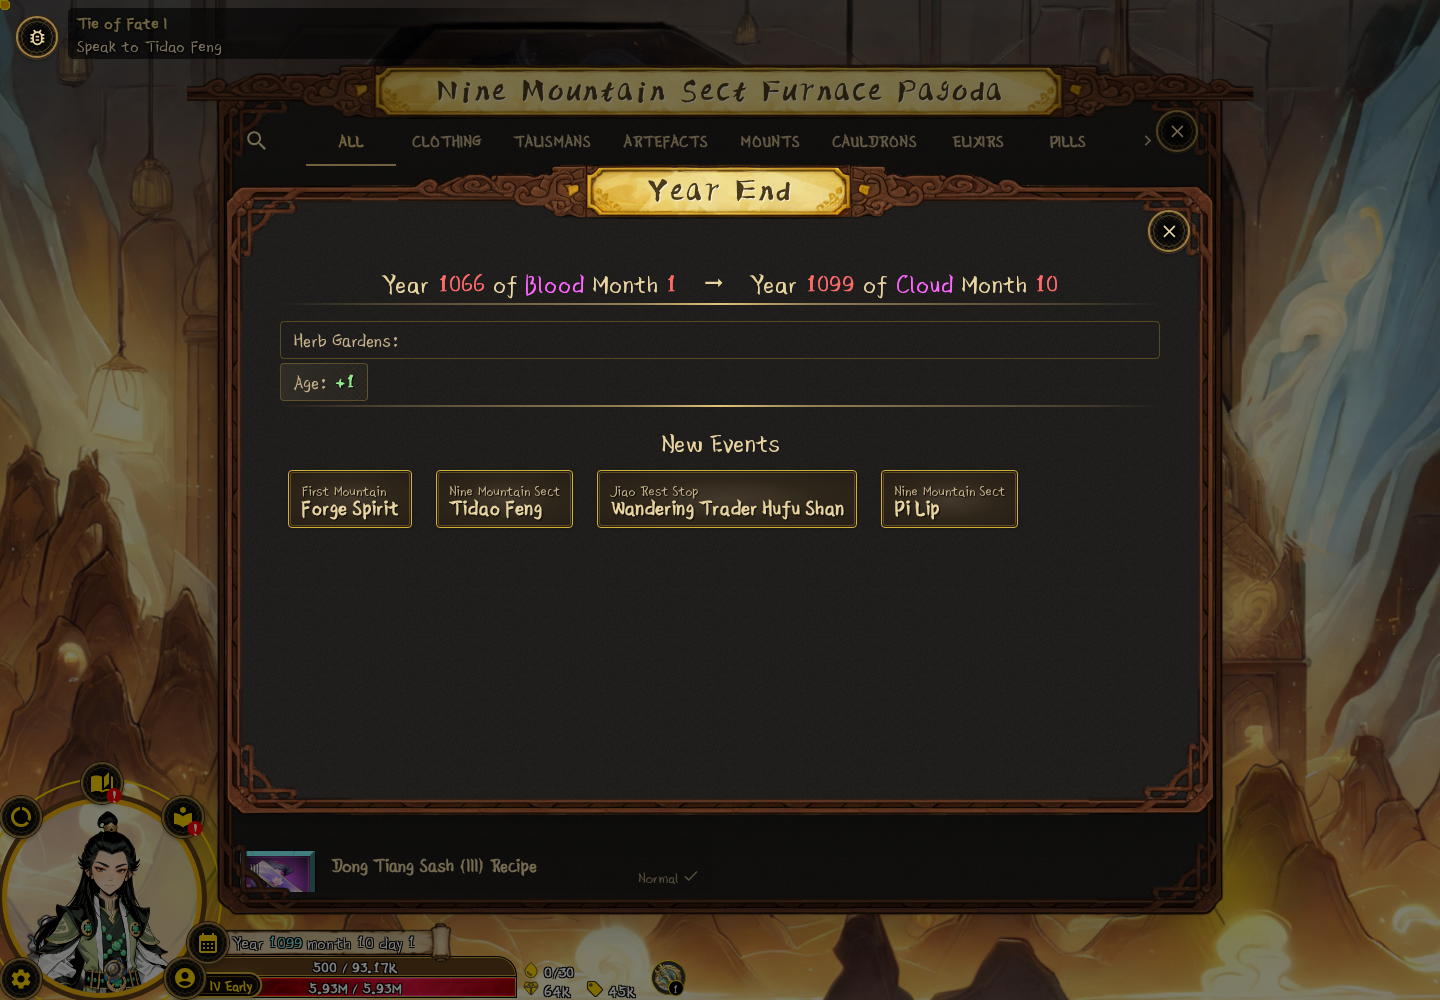 Tie of Fate I
Speak to Tidao Feng
Nine Mountain Sect Furnace Pagoda
ALL CLOTHING TALISMANS ARTEFACTS MOUNTS CAULDRONS ELIXIRS PILLS
Year End
Year 1066 of Blood Month 1 → Year 1099 of Cloud Month 10
Herb Gardens:
Age: +1
New Events
First Mountain
Forge Spirit
Nine Mountain Sect
Tidao Feng
Jiao Rest Stop
Wandering Trader Hufu Shan
Nine Mountain Sect
Pi Lip
Dong Tiang Sash (III) Recipe
Normal
Year 1099 month 10 day 1
500 / 93.17K
IV Early
5.93M / 5.93M
0/30
64K
45K